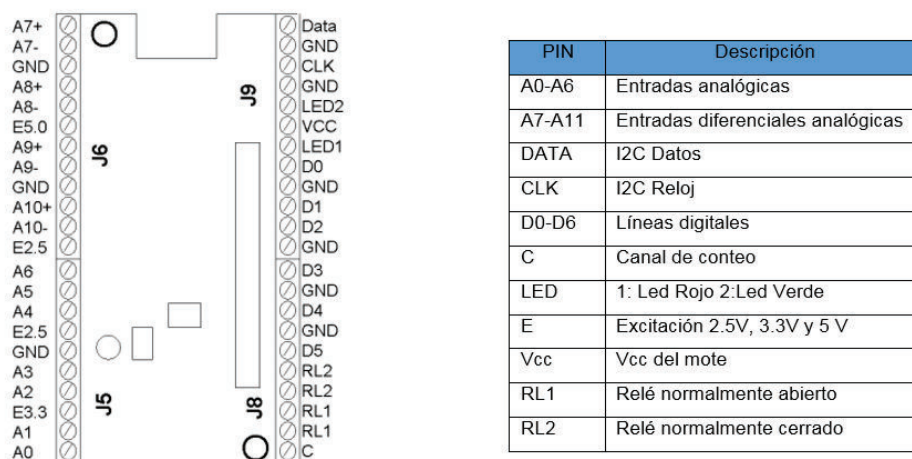 A7+
A7-
GND
A8+
A8-
E5.0
A9+
A9-
GND
A10+
A10-
E2.5
A6
A5
A4
E2.5
GND
A3
A2
E3.3
A1
A0
J6
J5
J9
J8
Data
GND
CLK
GND
LED2
VCC
LED1
D0
GND
D1
D2
GND
D3
GND
D4
GND
D5
RL2
RL2
RL1
RL1
C
PIN Descripción
A0-A6 Entradas analógicas
A7-A11 Entradas diferenciales analógicas
DATA I2C Datos
CLK I2C Reloj
D0-D6 Líneas digitales
C Canal de conteo
LED 1: Led Rojo 2:Led Verde
E Excitación 2.5V, 3.3V y 5 V
Vcc Vcc del mote
RL1 Relé normalmente abierto
RL2 Relé normalmente cerrado